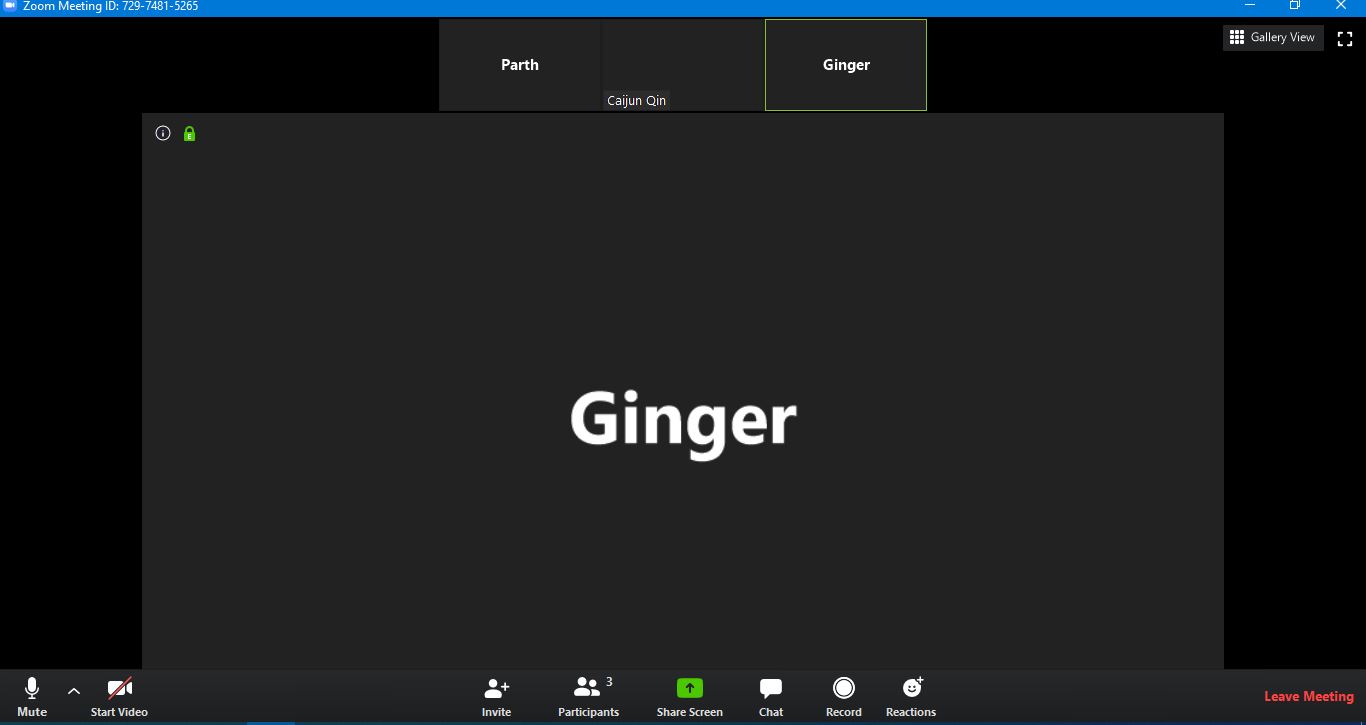 Zoom Meeting ID: 729-7481-5265
Parth
Caijun Qin
Ginger
Gallery View
E
Ginger
3
Mute
Start Video
Invite
Participants
Share Screen
Chat
Record
Reactions
Leave Meeting